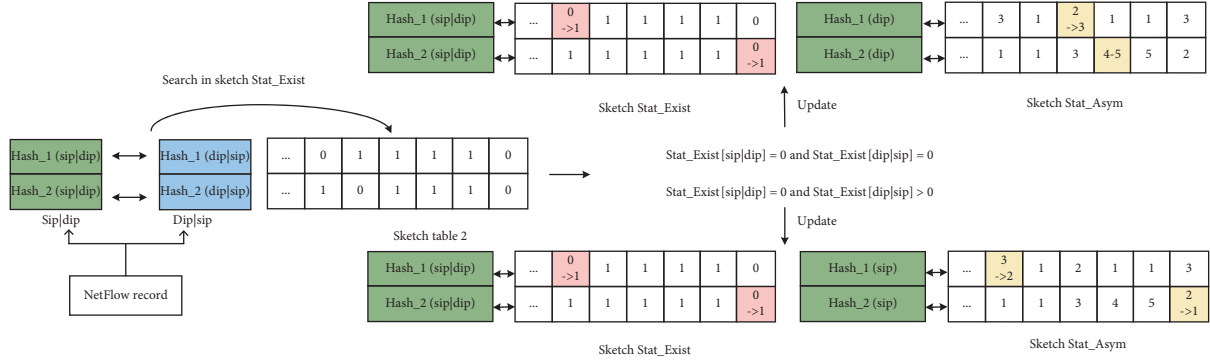 Hash_1 (sip|dip)
... 0 ->1 1 1 1 1 0
Hash_2 (sip|dip)
... 1 1 1 1 1 0 ->1
Sketch Stat_Exist
Hash_1 (dip)
... 3 1 2 ->3 1 1 3
Hash_2 (dip)
... 1 1 3 4-5 5 2
Sketch Stat_Asym
Update
Search in sketch Stat_Exist
Hash_1 (sip|dip)
Hash_2 (sip|dip)
Sip|dip
Hash_1 (dip|sip)
Hash_2 (dip|sip)
Dip|sip
... 0 1 1 1 1 0
... 1 0 1 1 1 0
Sketch table 2
NetFlow record
Stat_Exist[sip|dip] = 0 and Stat_Exist[dip|sip] = 0
Stat_Exist[sip|dip] = 0 and Stat_Exist[dip|sip] > 0
Update
Hash_1 (sip|dip)
... 0 ->1 1 1 1 1 0
Hash_2 (sip|dip)
... 1 1 1 1 1 0 ->1
Sketch Stat_Exist
Hash_1 (sip)
... 3 ->2 1 2 1 1 3
Hash_2 (sip)
... 1 1 3 4 5 2 ->1
Sketch Stat_Asym